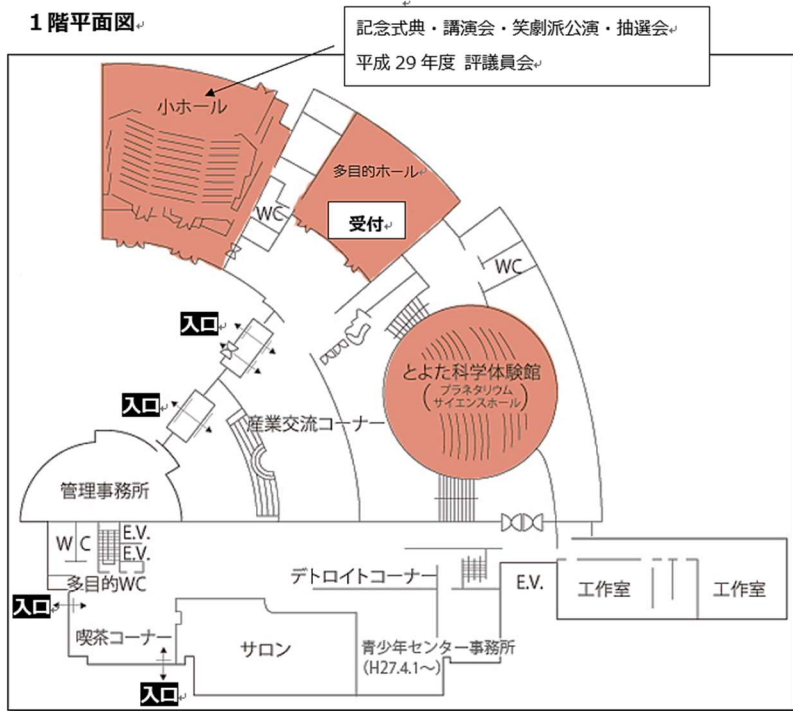 1階平面図
記念式典・講演会・笑劇派公演・抽選会
平成29年度 評議員会
小ホール
多目的ホール
受付
WC
WC
入口
とよた科学体験館
(プラネタリウム
サイエンスホール)
入口
産業交流コーナー
管理事務所
WC
E.V.
E.V.
多目的WC
デトロイトコーナー
E.V.
工作室
工作室
入口
喫茶コーナー
サロン
青少年センター事務所
(H27.4.1～)
入口